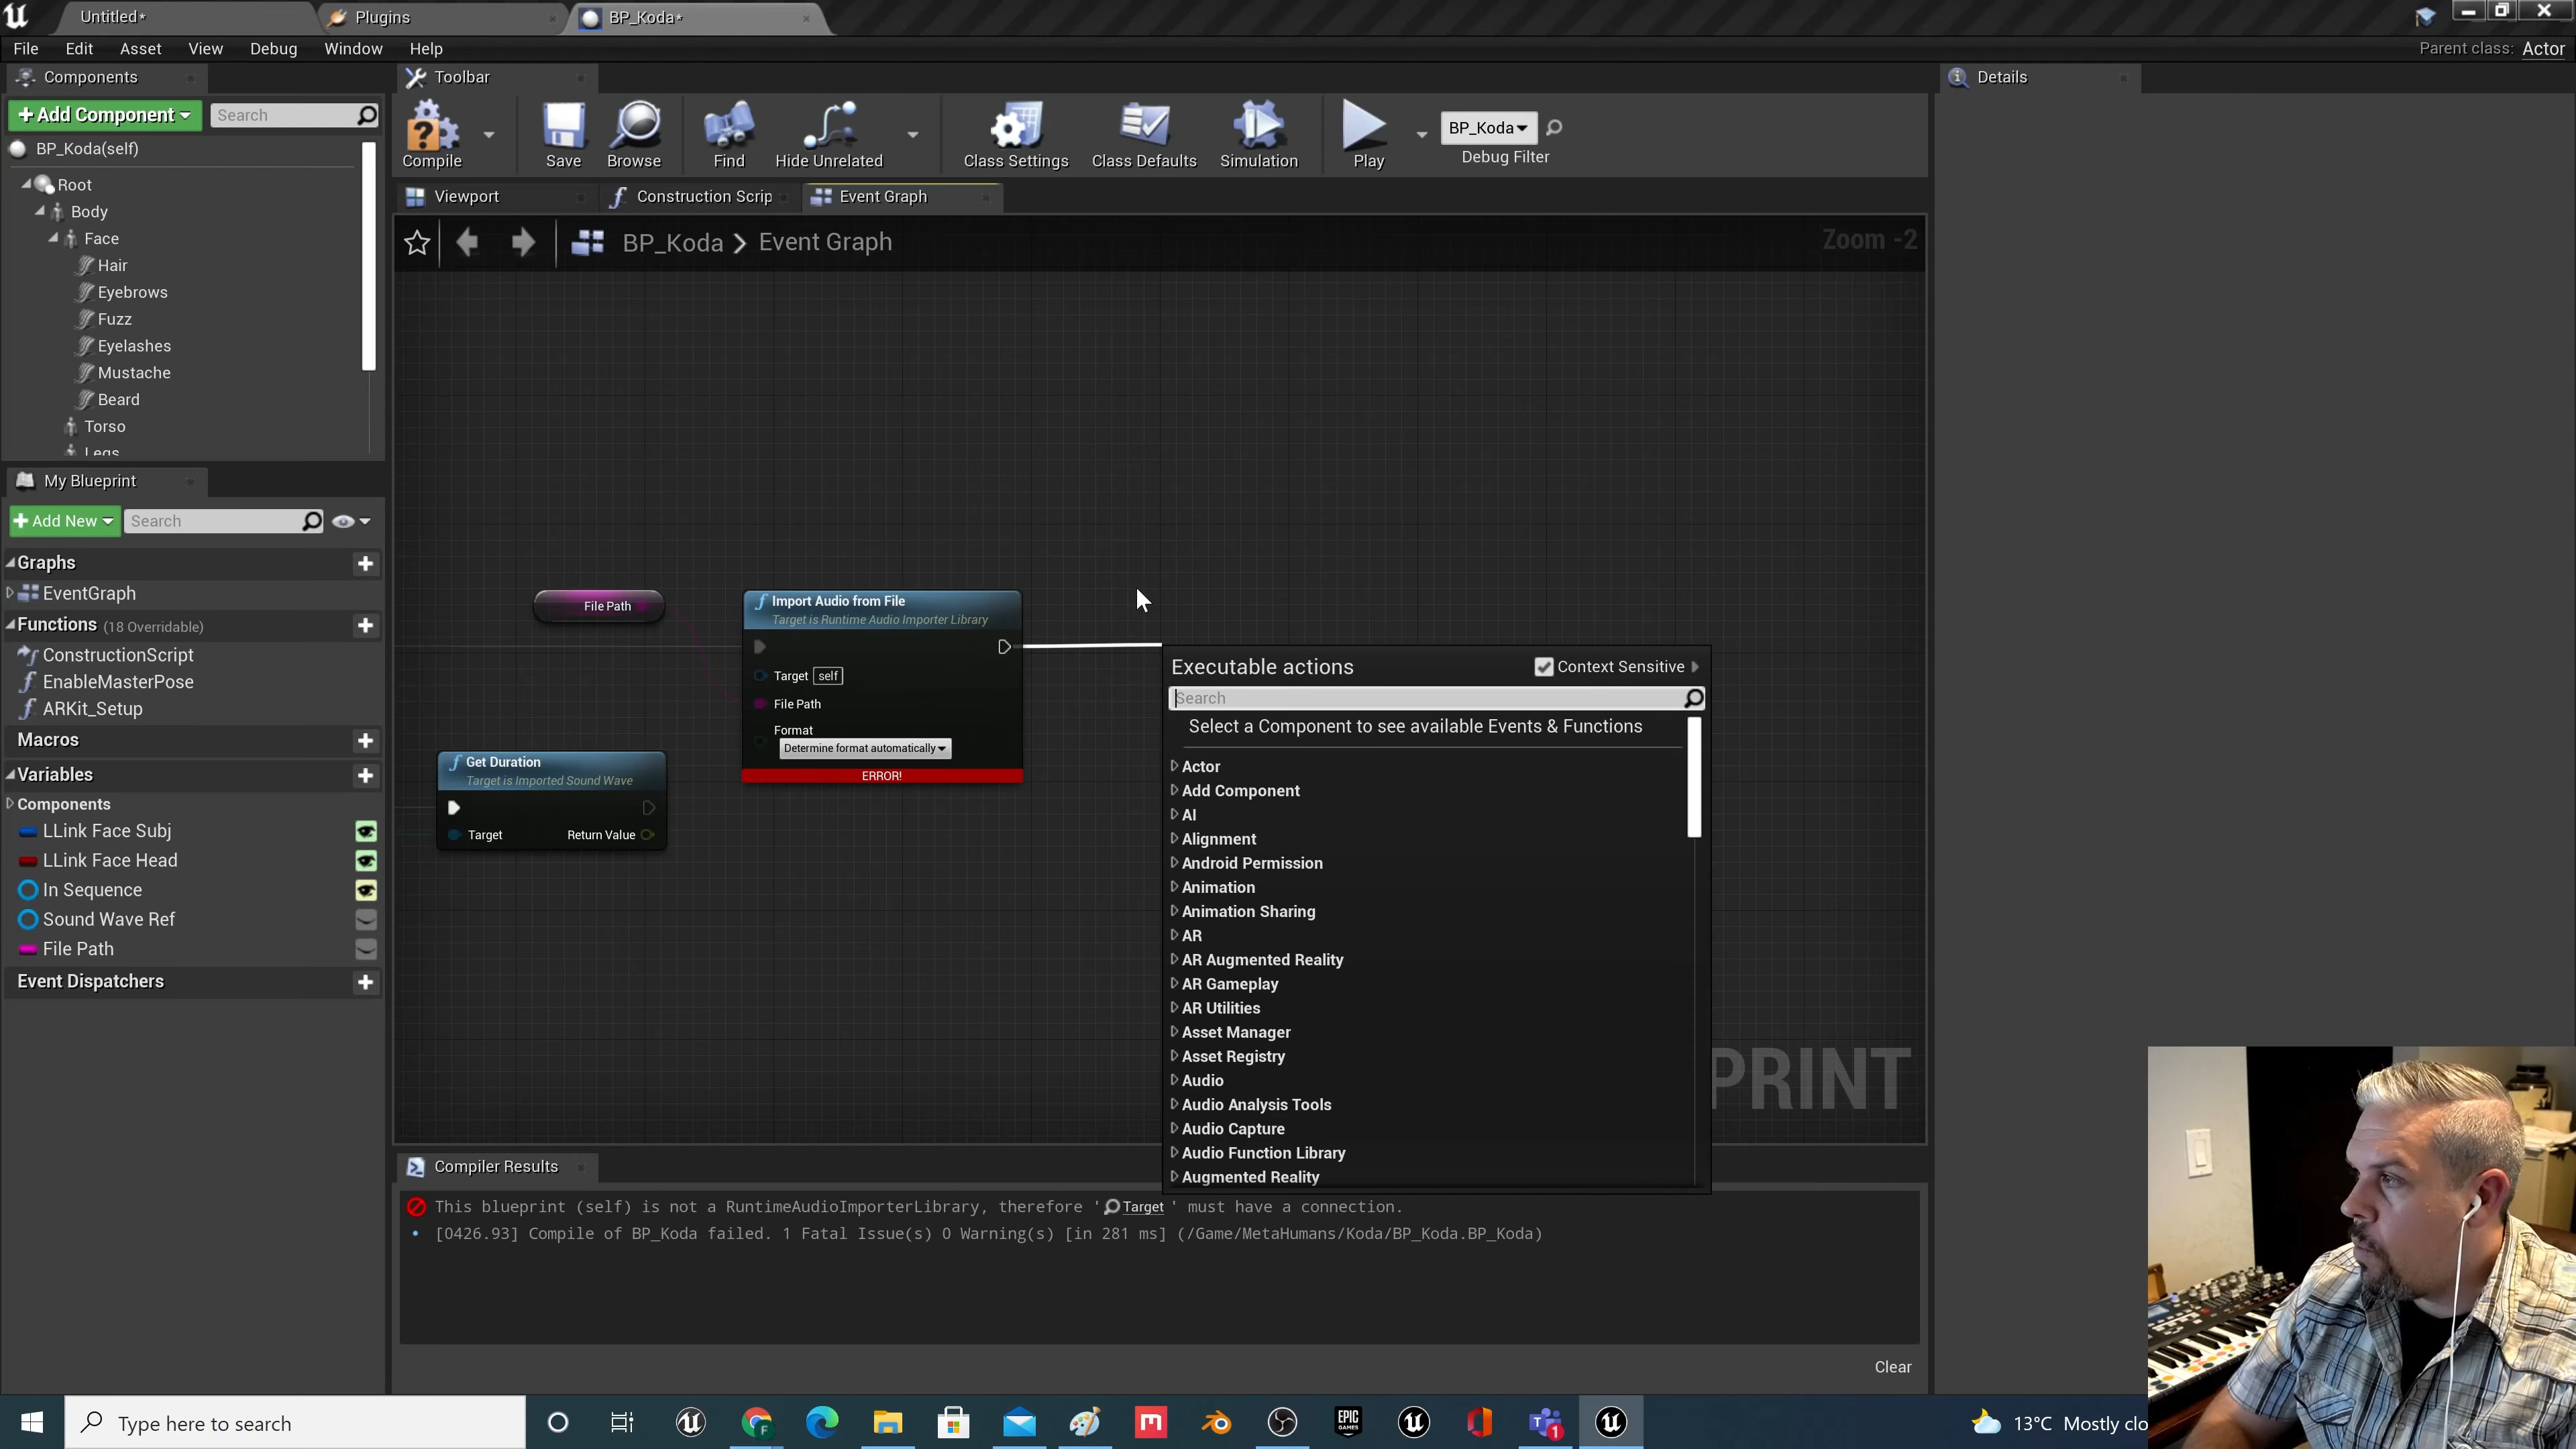 Untitled*
Plugins
BP_Koda*
File Edit Asset View Debug Window Help
Parent class: Actor
Components
+Add Component
Search
BP_Koda(self)
Root
Body
Face
Hair
Eyebrows
Fuzz
Eyelashes
Mustache
Beard
Torso
Legs
My Blueprint
+Add New
Search
Graphs
EventGraph
Functions (18 Overridable)
ConstructionScript
EnableMasterPose
ARKit_Setup
Macros
Variables
Components
LLink Face Subj
LLink Face Head
In Sequence
Sound Wave Ref
File Path
Event Dispatchers
Toolbar
Compile
Save
Browse
Find
Hide Unrelated
Class Settings
Class Defaults
Simulation
Play
BP_Koda
Debug Filter
Viewport
Construction Scrip
Event Graph
BP_Koda > Event Graph
Zoom -2
File Path
Import Audio from File
Target is Runtime Audio Importer Library
Target self
File Path
Format
Determine format automatically
ERROR!
Get Duration
Target is Imported Sound Wave
Target
Return Value
Executable actions
Context Sensitive
Search
Select a Component to see available Events & Functions
Actor
Add Component
AI
Alignment
Android Permission
Animation
Animation Sharing
AR
AR Augmented Reality
AR Gameplay
AR Utilities
Asset Manager
Asset Registry
Audio
Audio Analysis Tools
Audio Capture
Audio Function Library
Augmented Reality
PRINT
Details
Compiler Results
This blueprint (self) is not a RuntimeAudioImporterLibrary, therefore ' Target ' must have a connection.
[0426.93] Compile of BP_Koda failed. 1 Fatal Issue(s) 0 Warning(s) [in 281 ms] (/Game/MetaHumans/Koda/BP_Koda.BP_Koda)
Clear
Type here to search
EPIC
GAMES
1
13°C Mostly clo